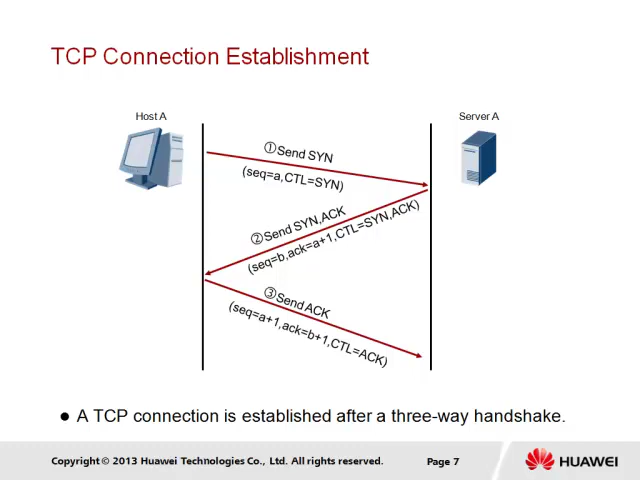 TCP Connection Establishment
Host A
Server A
①Send SYN
(seq=a,CTL=SYN)
②Send SYN,ACK
(seq=b,ack=a+1,CTL=SYN,ACK)
③Send ACK
(seq=a+1,ack=b+1,CTL=ACK)
● A TCP connection is established after a three-way handshake.
Copyright © 2013 Huawei Technologies Co., Ltd. All rights reserved.
Page 7
HUAWEI